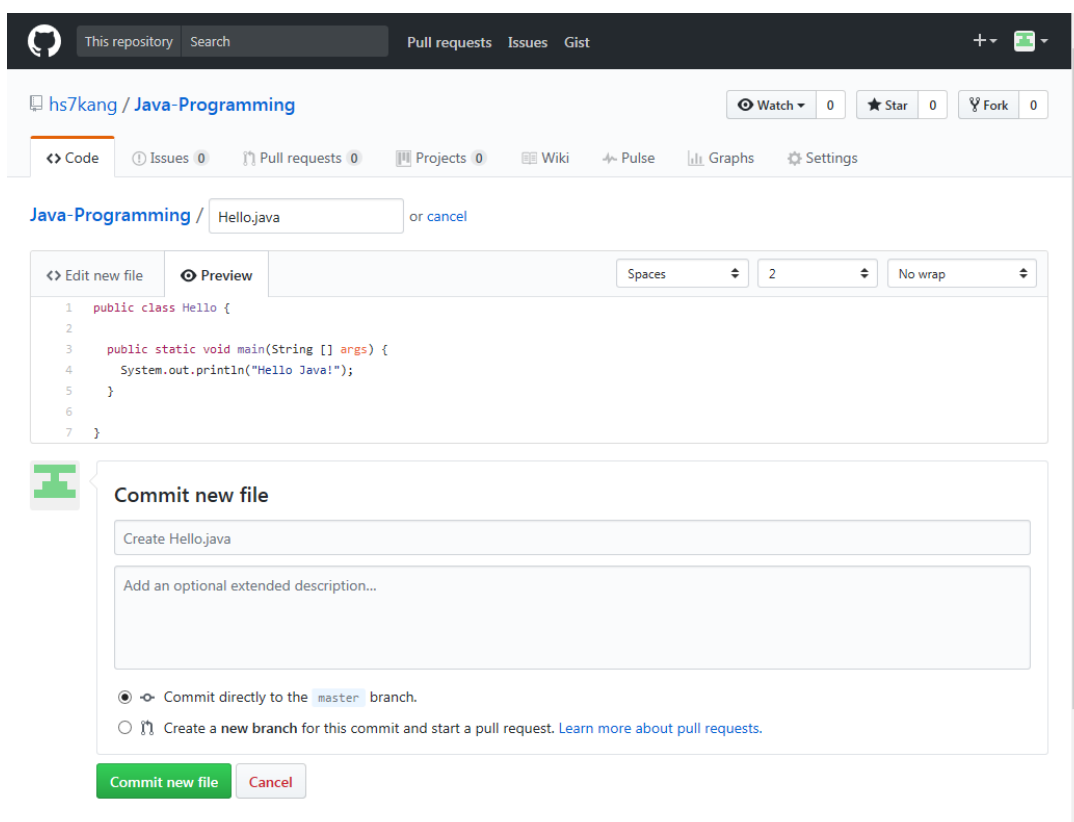 This repository Search Pull requests Issues Gist
hs7kang / Java-Programming Watch 0 Star 0 Fork 0
Code Issues 0 Pull requests 0 Projects 0 Wiki Pulse Graphs Settings
Java-Programming / Hello.java or cancel
Edit new file Preview Spaces 2 No wrap
1 public class Hello {
2
3 public static void main(String [] args) {
4 System.out.println("Hello Java!");
5 }
6
7 }
Commit new file
Create Hello.java
Add an optional extended description...
Commit directly to the master branch.
Create a new branch for this commit and start a pull request. Learn more about pull requests.
Commit new file Cancel